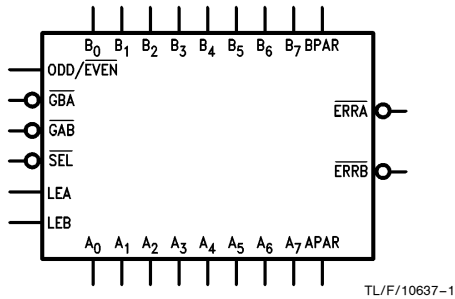 B0 B1 B2 B3 B4 B5 B6 B7 BPAR
ODD/EVEN
GBA
GAB
SEL
LEA
LEB
ERRA
ERRB
A0 A1 A2 A3 A4 A5 A6 A7 APAR
TL/F/10637–1